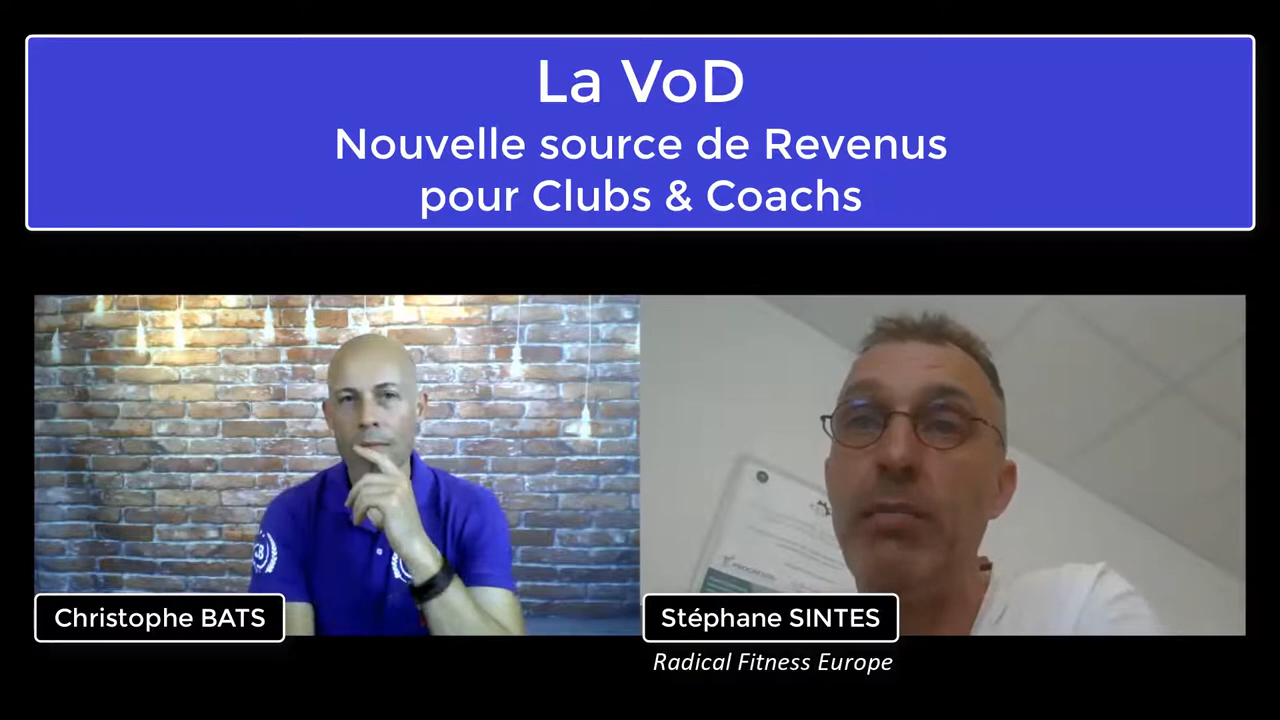 La VoD
Nouvelle source de Revenus
pour Clubs & Coachs
Christophe BATS
Stéphane SINTES
Radical Fitness Europe